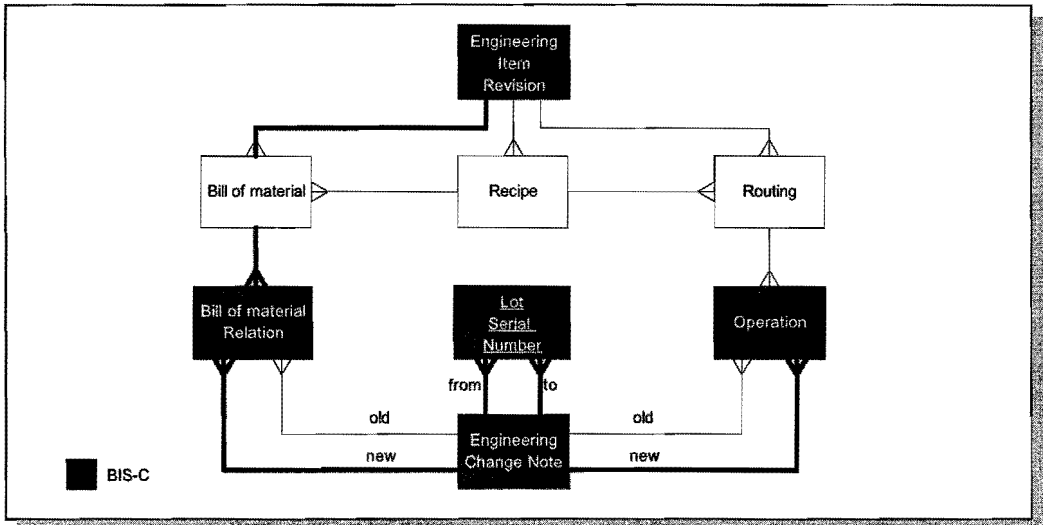 Engineering
Item
Revision
Bill of material
Recipe
Routing
Bill of material
Relation
Lot
Serial
Number
Operation
from
to
old
old
Engineering
Change Note
new
new
BIS-C